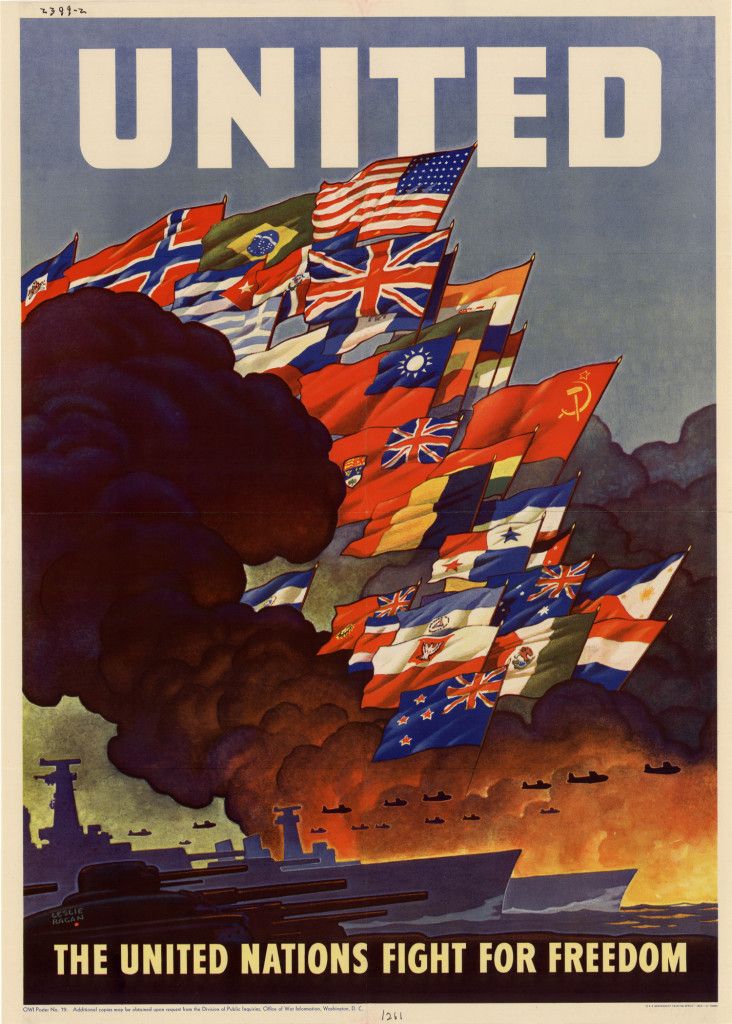 2399-2
UNITED
LESLIE
RAGAN
THE UNITED NATIONS FIGHT FOR FREEDOM
OWI Poster No. 19. Additional copies may be obtained upon request from the Division of Public Inquiries, Office of War Information, Washington, D. C.
1261